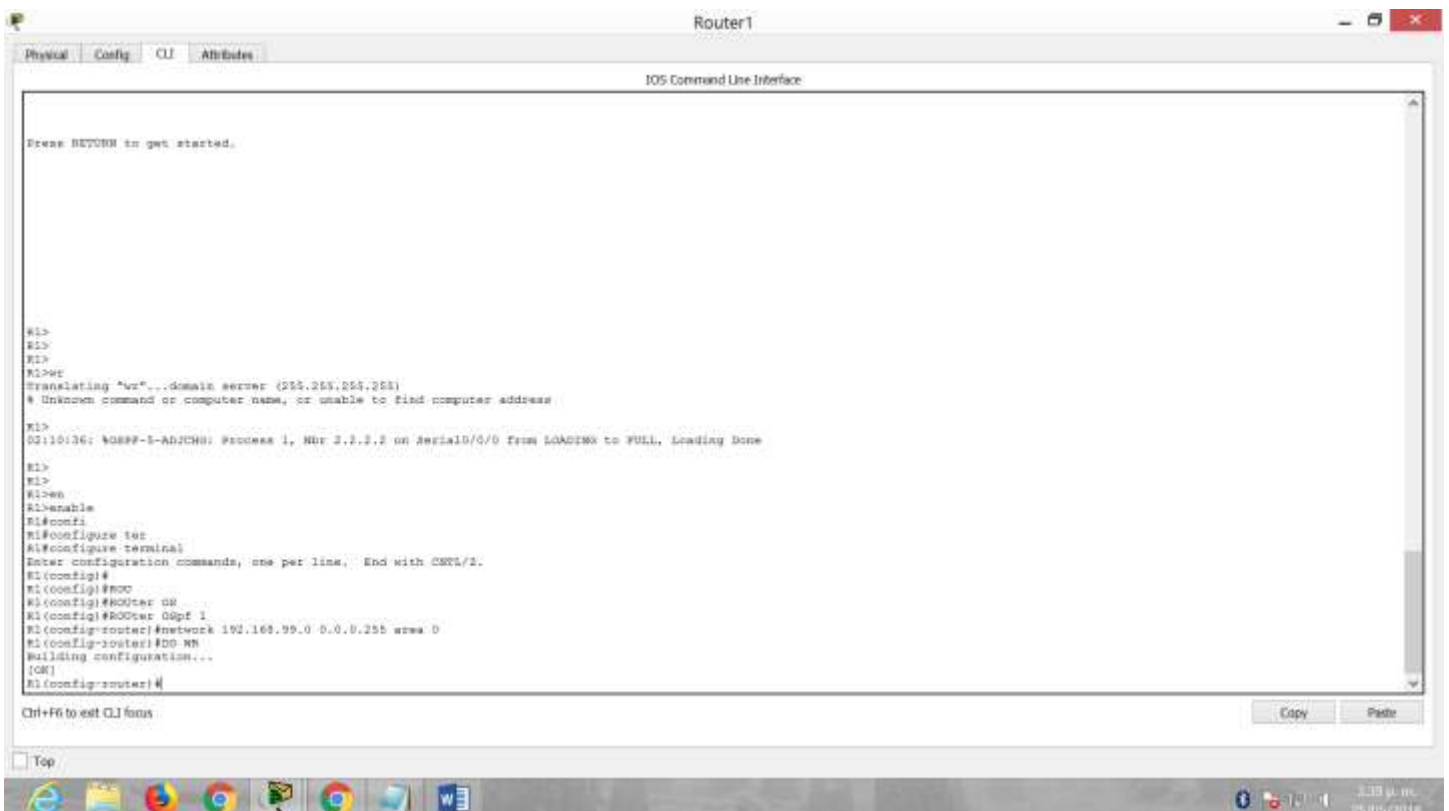 Router1
Physical Config CLI Attributes
IOS Command Line Interface
Press RETURN to get started.
R1>
R1>
R1>
R1>wr
Translating "wr"...domain server (255.255.255.255)
% Unknown command or computer name, or unable to find computer address
R1>
02:10:36: %OSPF-5-ADJCHG: Process 1, Nbr 2.2.2.2 on Serial0/0/0 from LOADING to FULL, Loading Done
R1>
R1>
R1>en
R1>enable
R1#confi
R1#configure ter
R1#configure terminal
Enter configuration commands, one per line. End with CNTL/Z.
R1(config)#
R1(config)#ROU
R1(config)#ROUter OS
R1(config)#ROUter OSpf 1
R1(config-router)#network 192.168.99.0 0.0.0.255 area 0
R1(config-router)#DO WR
Building configuration...
[OK]
R1(config-router)#
Ctrl+F6 to exit CLI focus
Copy Paste
Top
3:39 p. m.